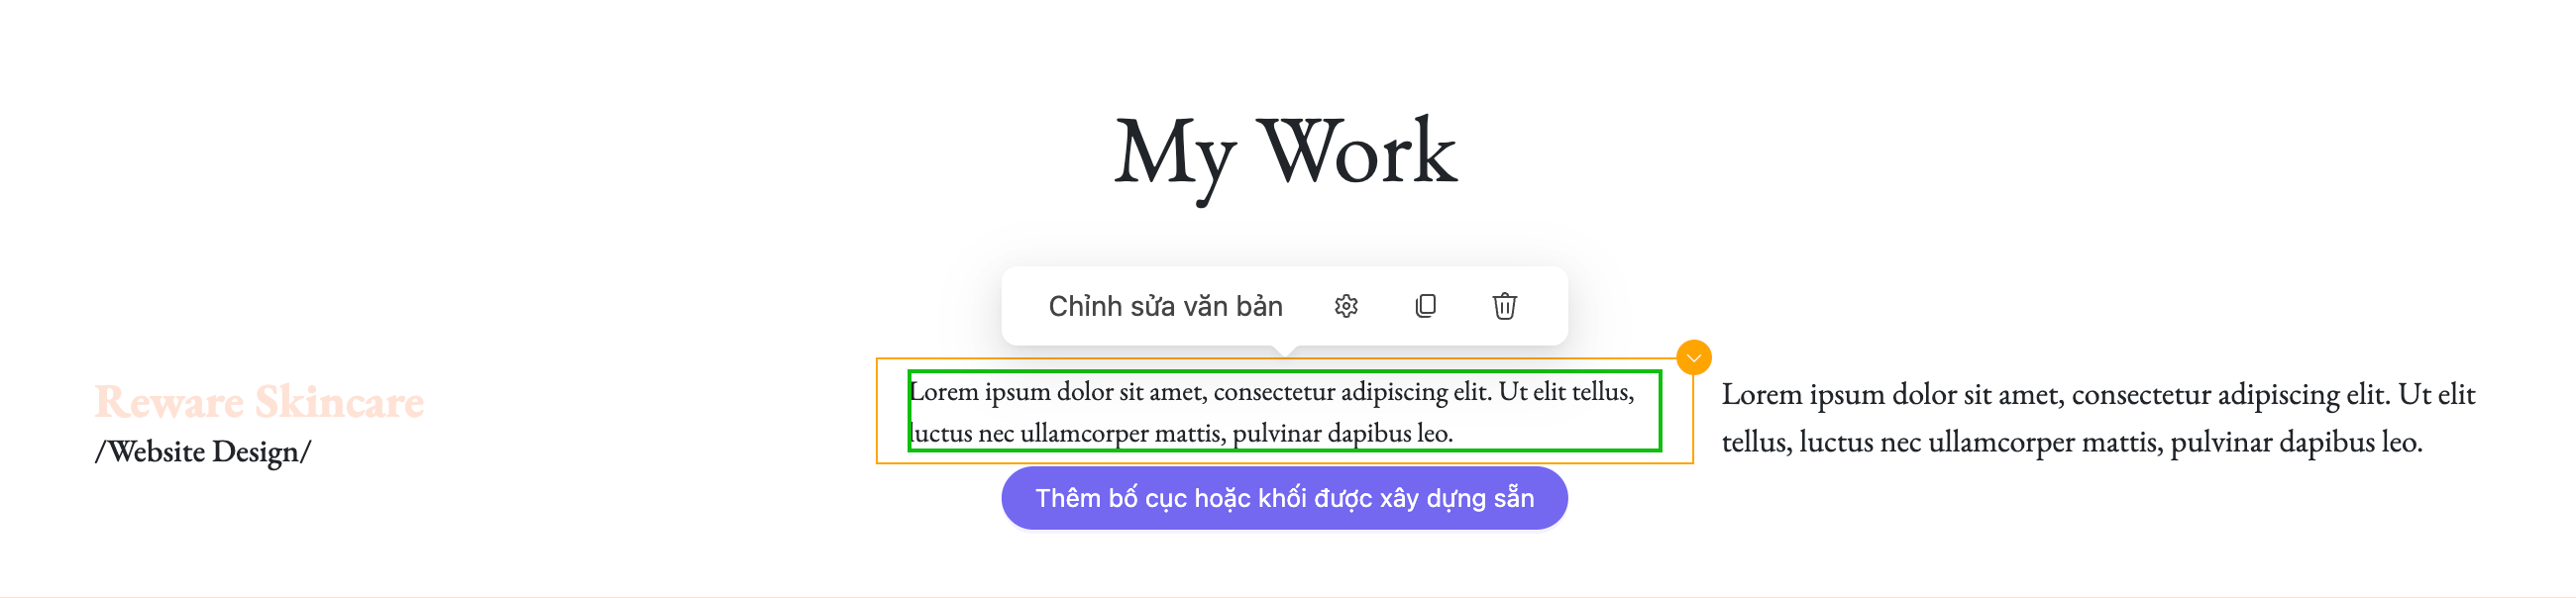 My Work
Chỉnh sửa văn bản
Reware Skincare
/Website Design/
Lorem ipsum dolor sit amet, consectetur adipiscing elit. Ut elit tellus,
luctus nec ullamcorper mattis, pulvinar dapibus leo.
Thêm bố cục hoặc khối được xây dựng sẵn
Lorem ipsum dolor sit amet, consectetur adipiscing elit. Ut elit
tellus, luctus nec ullamcorper mattis, pulvinar dapibus leo.